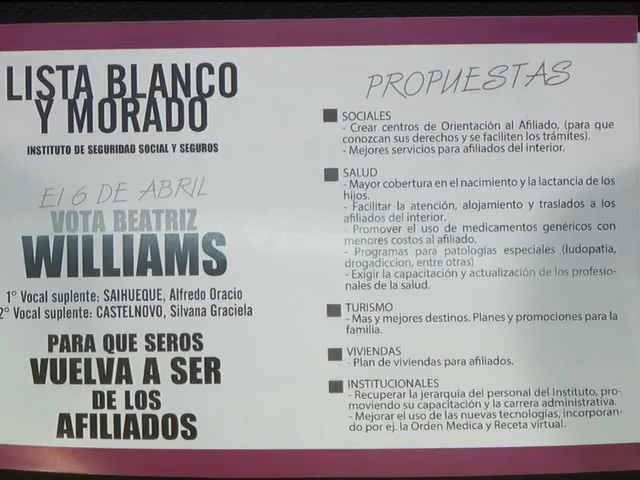 LISTA BLANCO
Y MORADO
INSTITUTO DE SEGURIDAD SOCIAL Y SEGUROS
El 6 DE ABRIL
VOTA BEATRIZ
WILLIAMS
1° Vocal suplente: SAIHUEQUE, Alfredo Oracio
2° Vocal suplente: CASTELNOVO, Silvana Graciela
PARA QUE SEROS
VUELVA A SER
DE LOS
AFILIADOS
PROPUESTAS
SOCIALES
- Crear centros de Orientación al Afiliado, (para que
conozcan sus derechos y se faciliten los trámites).
- Mejores servicios para afiliados del interior.
SALUD
- Mayor cobertura en el nacimiento y la lactancia de los
hijos.
- Facilitar la atención, alojamiento y traslados a los
afiliados del interior.
- Promover el uso de medicamentos genéricos con
menores costos al afiliado.
- Programas para patologías especiales (ludopatia,
drogadiccion, entre otras)
- Exigir la capacitación y actualización de los profesio-
nales de la salud.
TURISMO
- Mas y mejores destinos. Planes y promociones para la
familia.
VIVIENDAS
- Plan de viviendas para afiliados.
INSTITUCIONALES
- Recuperar la jerarquía del personal del Instituto, pro-
moviendo su capacitación y la carrera administrativa.
- Mejorar el uso de las nuevas tecnologías, incorporan-
do por ej. la Orden Medica y Receta virtual.